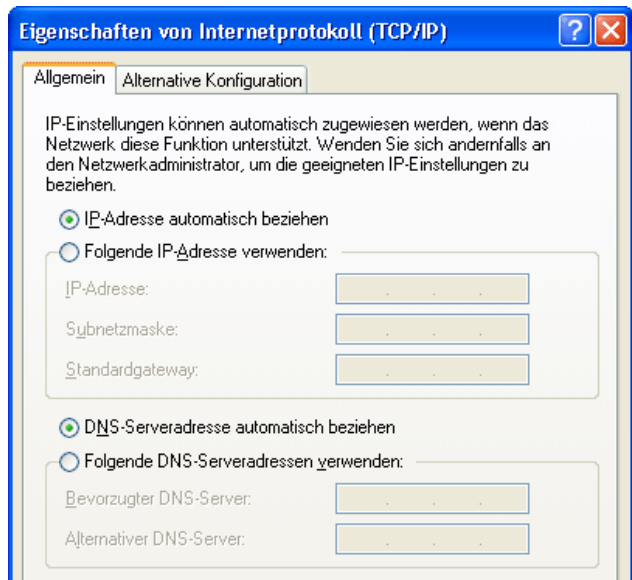 Eigenschaften von Internetprotokoll (TCP/IP)
Allgemein
Alternative Konfiguration
IP-Einstellungen können automatisch zugewiesen werden, wenn das
Netzwerk diese Funktion unterstützt. Wenden Sie sich andernfalls an
den Netzwerkadministrator, um die geeigneten IP-Einstellungen zu
beziehen.
IP-Adresse automatisch beziehen
Folgende IP-Adresse verwenden:
IP-Adresse:
Subnetzmaske:
Standardgateway:
DNS-Serveradresse automatisch beziehen
Folgende DNS-Serveradressen verwenden:
Bevorzugter DNS-Server:
Alternativer DNS-Server: